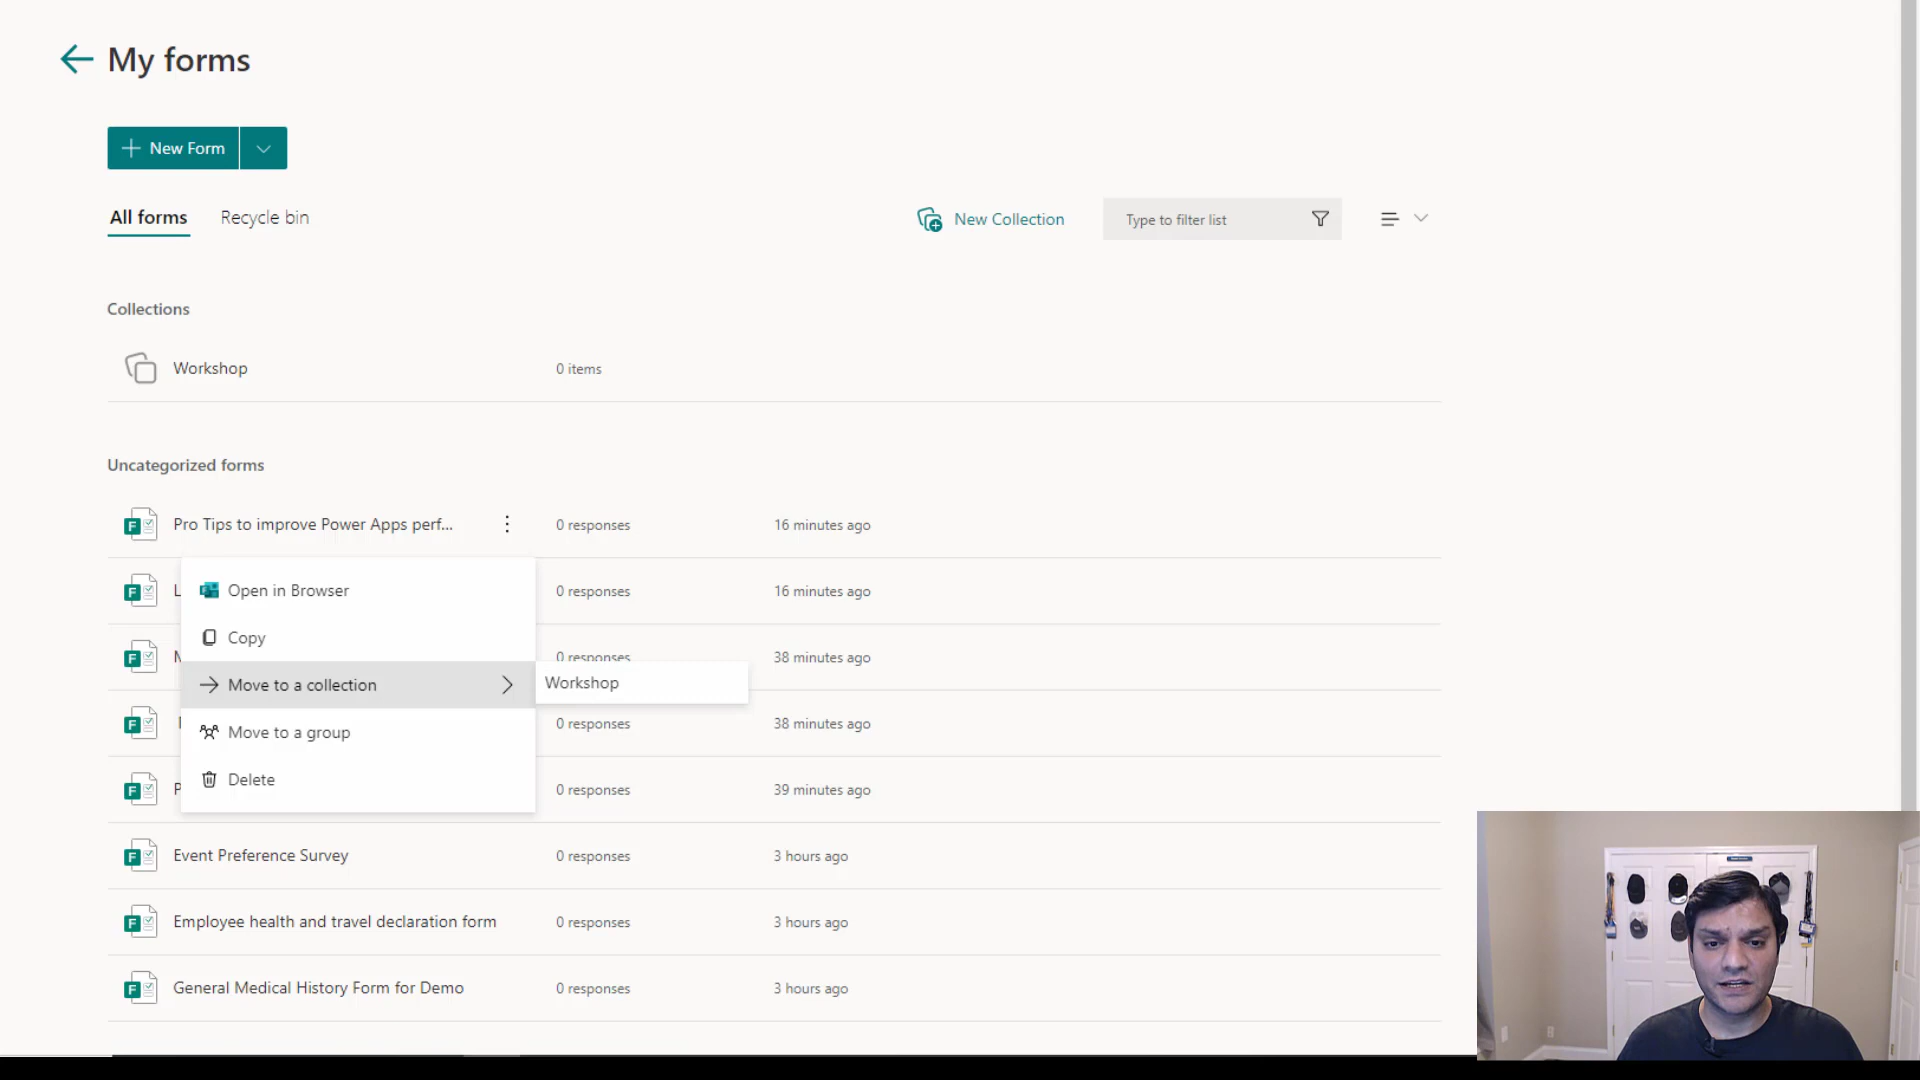 My forms
New Form
All forms
Recycle bin
New Collection
Type to filter list
Collections
Workshop
0 items
Uncategorized forms
F
Pro Tips to improve Power Apps perf...
0 responses
16 minutes ago
F
L
0 responses
16 minutes ago
F
0 responses
38 minutes ago
F
0 responses
38 minutes ago
F
P
0 responses
39 minutes ago
Open in Browser
Copy
Move to a collection
Workshop
Move to a group
Delete
F
Event Preference Survey
0 responses
3 hours ago
F
Employee health and travel declaration form
0 responses
3 hours ago
F
General Medical History Form for Demo
0 responses
3 hours ago